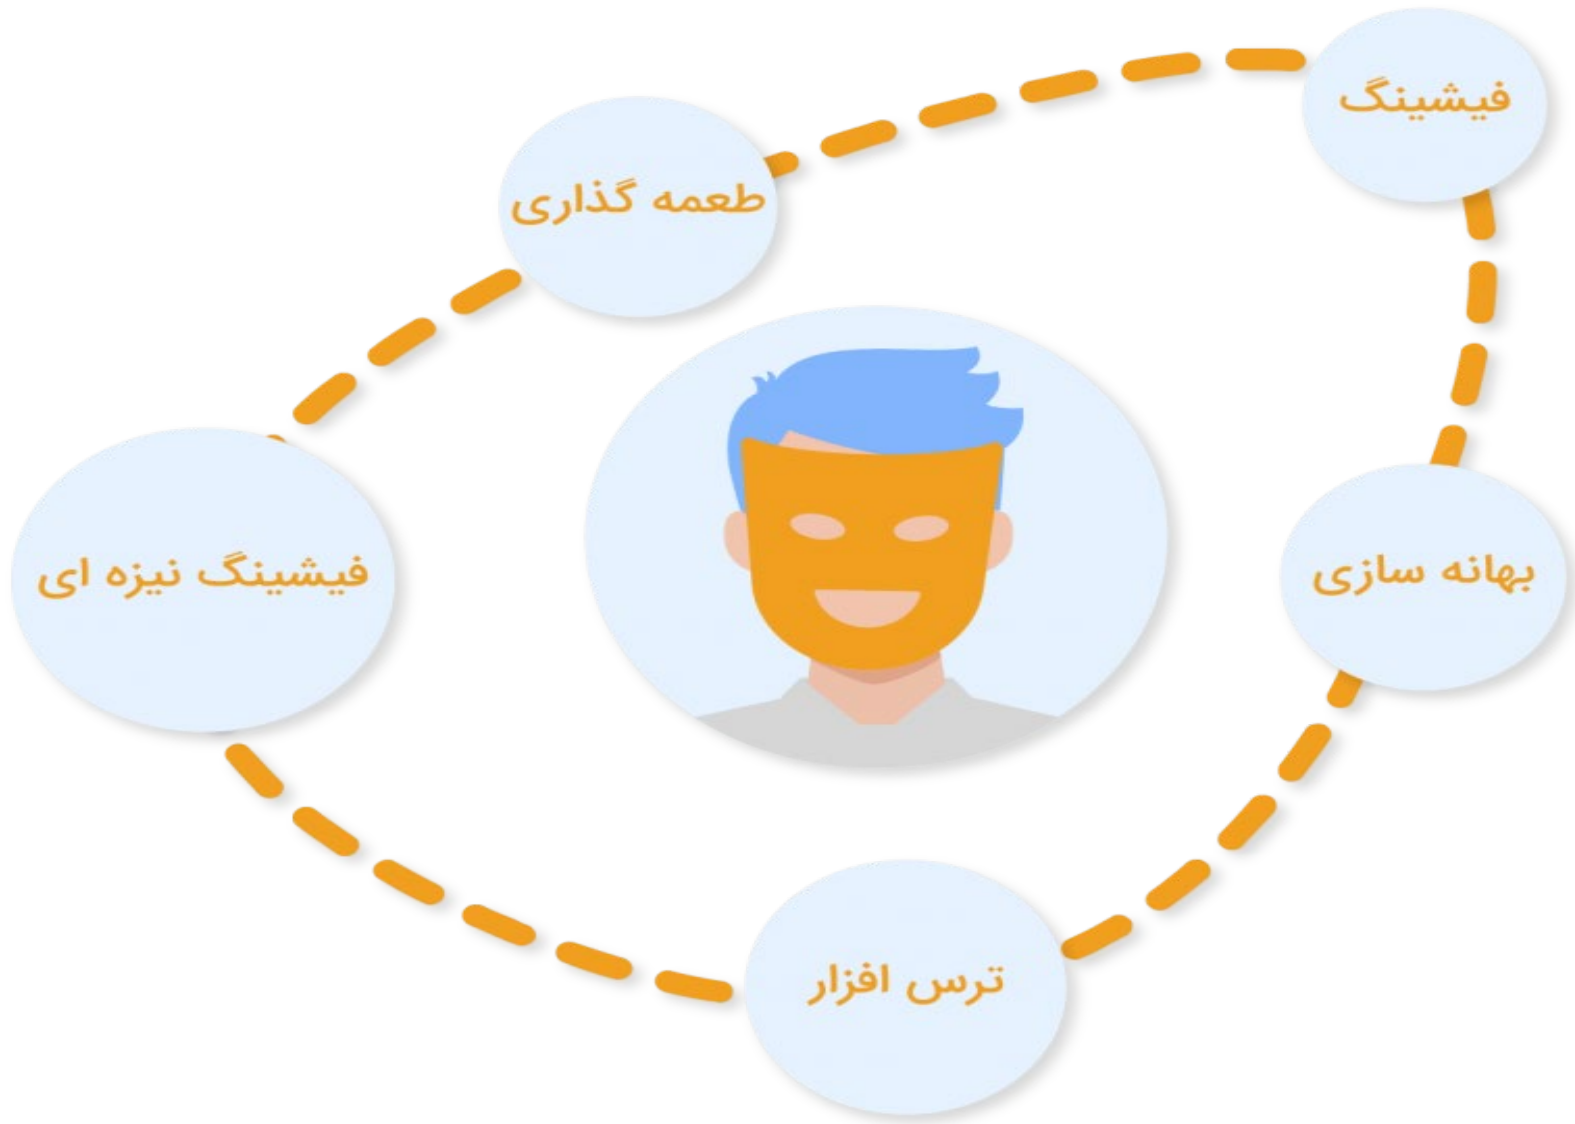 فیشینگ
طعمه گذاری
بهانه سازی
فیشینگ نیزه ای
ترس افزار